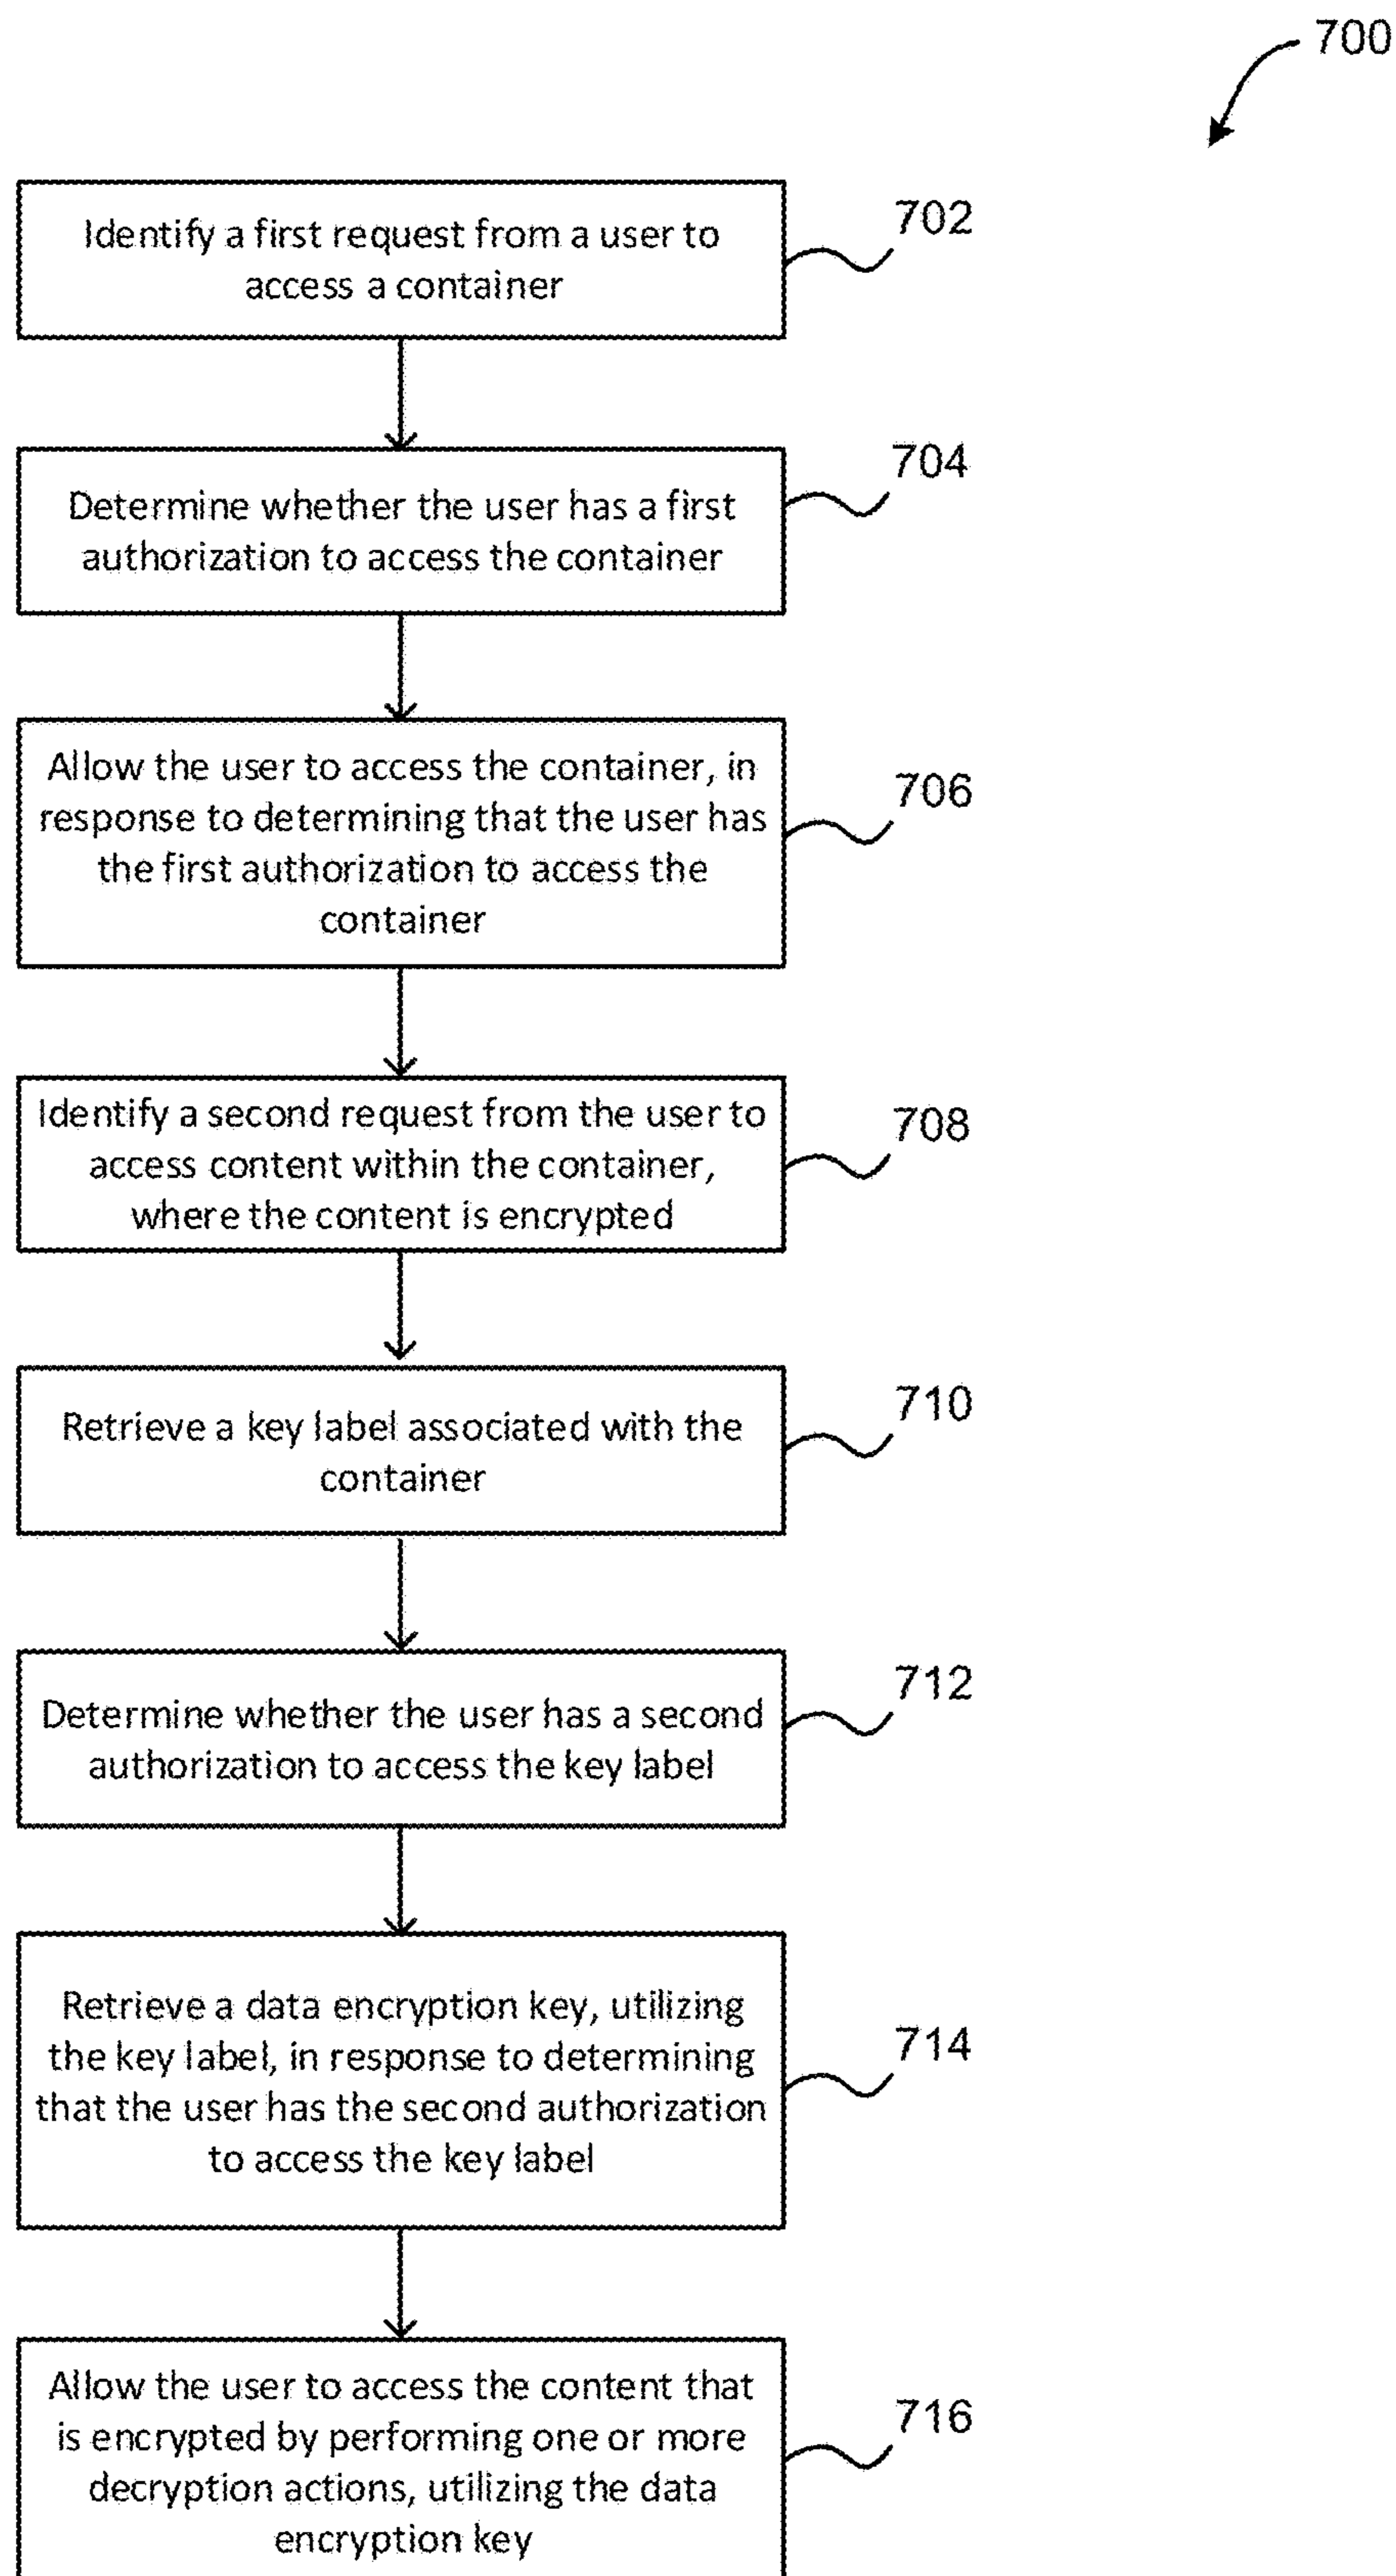 700
Identify a first request from a user to
access a container
702
Determine whether the user has a first
authorization to access the container
704
Allow the user to access the container, in
response to determining that the user has
the first authorization to access the
container
706
Identify a second request from the user to
access content within the container,
where the content is encrypted
708
Retrieve a key label associated with the
container
710
Determine whether the user has a second
authorization to access the key label
712
Retrieve a data encryption key, utilizing
the key label, in response to determining
that the user has the second authorization
to access the key label
714
Allow the user to access the content that
is encrypted by performing one or more
decryption actions, utilizing the data
encryption key
716